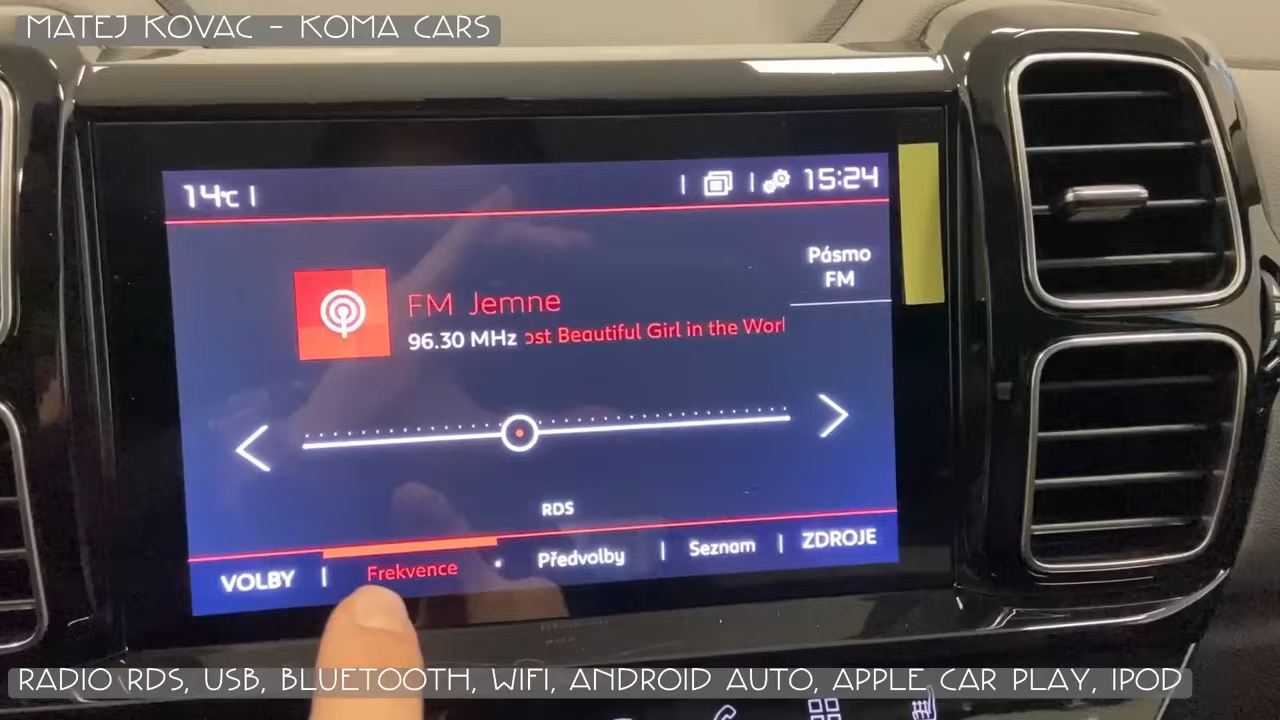 MATEJ KOVAC - KOMA CARS
14°C
15:24
Pásmo
FM
FM Jemne
96.30 MHz ost Beautiful Girl in the Worl
RDS
VOLBY Frekvence Předvolby Seznam ZDROJE
RADIO RDS, USB, BLUETOOTH, WIFI, ANDROID AUTO, APPLE CAR PLAY, IPOD